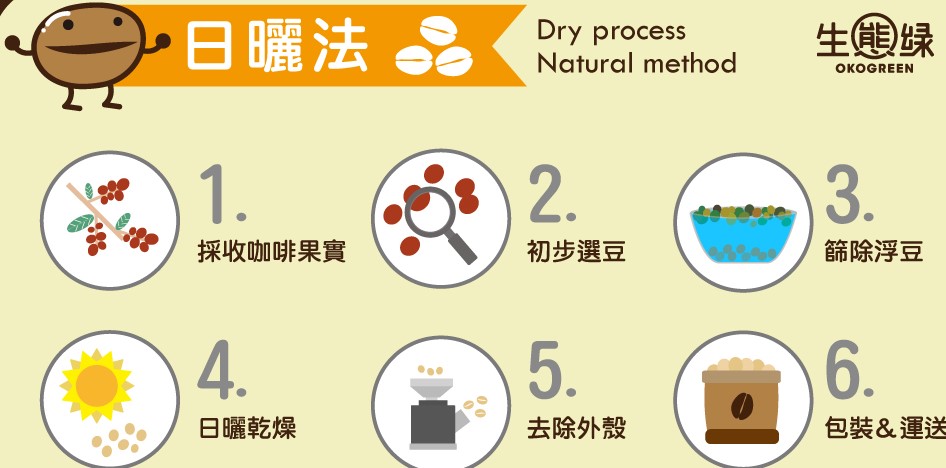 日曬法
Dry process
Natural method
生態綠
OKOGREEN
1.
採收咖啡果實
2.
初步選豆
3.
篩除浮豆
4.
日曬乾燥
5.
去除外殼
6.
包裝&運送